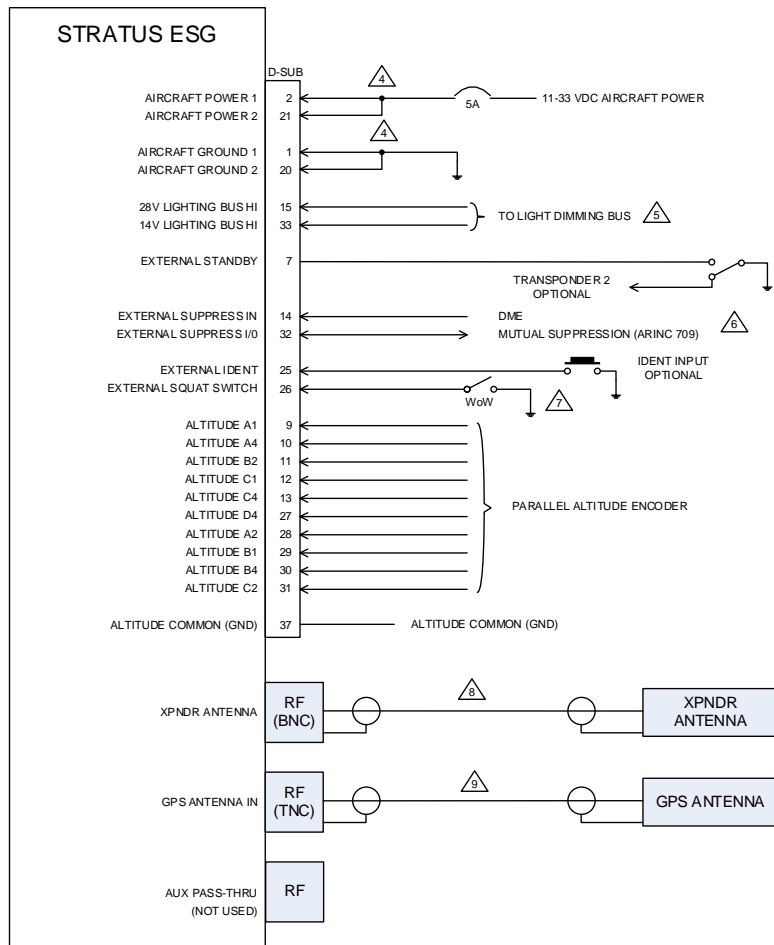 STRATUS ESG
D-SUB
4
AIRCRAFT POWER 1 2 5A 11-33 VDC AIRCRAFT POWER
AIRCRAFT POWER 2 21
4
AIRCRAFT GROUND 1 1
AIRCRAFT GROUND 2 20
28V LIGHTING BUS HI 15
TO LIGHT DIMMING BUS 5
14V LIGHTING BUS HI 33
EXTERNAL STANDBY 7
TRANSPONDER 2
OPTIONAL
EXTERNAL SUPPRESS IN 14 DME
EXTERNAL SUPPRESS I/0 32 MUTUAL SUPPRESSION (ARINC 709) 6
EXTERNAL IDENT 25 IDENT INPUT
OPTIONAL
EXTERNAL SQUAT SWITCH 26 WoW 7
ALTITUDE A1 9
ALTITUDE A4 10
ALTITUDE B2 11
ALTITUDE C1 12
ALTITUDE C4 13
PARALLEL ALTITUDE ENCODER
ALTITUDE D4 27
ALTITUDE A2 28
ALTITUDE B1 29
ALTITUDE B4 30
ALTITUDE C2 31
ALTITUDE COMMON (GND) 37 ALTITUDE COMMON (GND)
XPNDR ANTENNA
RF
(BNC)
8
XPNDR
ANTENNA
GPS ANTENNA IN
RF
(TNC)
9
GPS ANTENNA
AUX PASS-THRU
(NOT USED)
RF